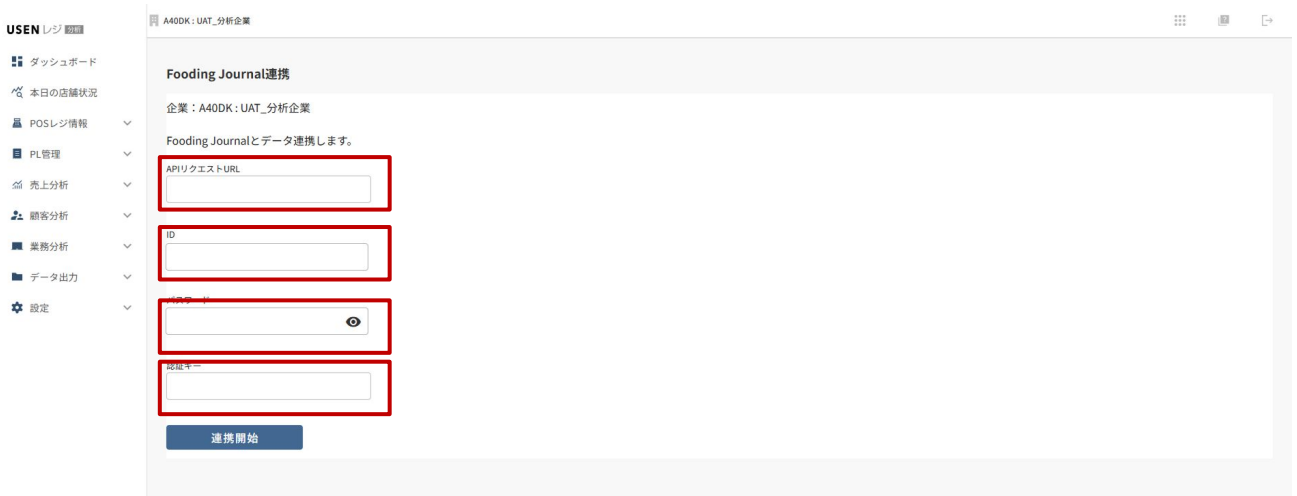 USEN レジ 分析
A40DK : UAT_分析企業
ダッシュボード
本日の店舗状況
POSレジ情報
PL管理
売上分析
顧客分析
業務分析
データ出力
設定
Fooding Journal連携
企業：A40DK : UAT_分析企業
Fooding Journalとデータ連携します。
APIリクエストURL
ID
パスワード
認証キー
連携開始